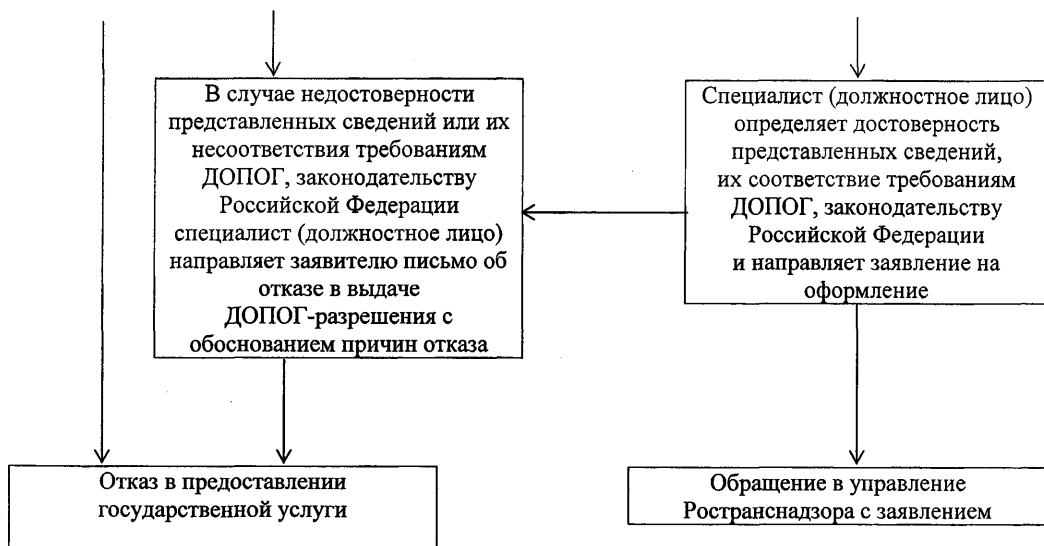 В случае недостоверности
представленных сведений или их
несоответствия требованиям
ДОПОГ, законодательству
Российской Федерации
специалист (должностное лицо)
направляет заявителю письмо об
отказе в выдаче
ДОПОГ-разрешения с
обоснованием причин отказа
Специалист (должностное лицо)
определяет достоверность
представленных сведений,
их соответствие требованиям
ДОПОГ, законодательству
Российской Федерации
и направляет заявление на
оформление
Отказ в предоставлении
государственной услуги
Обращение в управление
Ространснадзора с заявлением